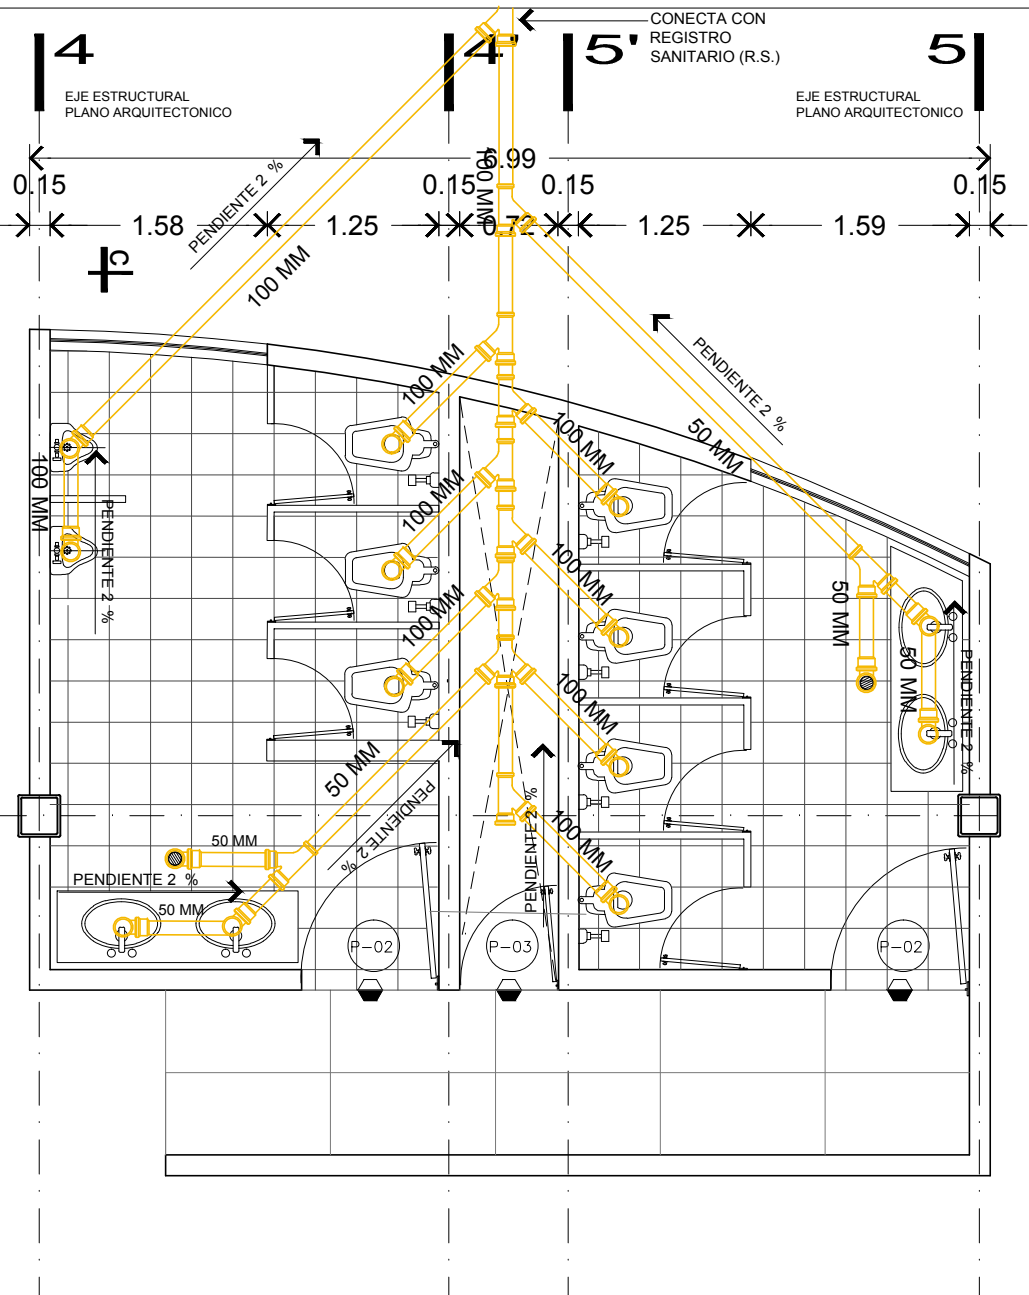 CONECTA CON
REGISTRO
SANITARIO (R.S.)
4
4'
5'
5
EJE ESTRUCTURAL
PLANO ARQUITECTONICO
EJE ESTRUCTURAL
PLANO ARQUITECTONICO
6.99
0.15
0.15
0.15
0.15
1.58
1.25
0.72
1.25
1.59
100 MM
PENDIENTE 2 %
100 MM
C
PENDIENTE 2 %
50 MM
100 MM
100 MM
100 MM
100 MM
100 MM
100 MM
100 MM
100 MM
100 MM
PENDIENTE 2 %
50 MM
50 MM
PENDIENTE 2 %
50 MM
PENDIENTE 2 %
PENDIENTE 2 %
50 MM
PENDIENTE 2 %
50 MM
P-02
P-03
P-02